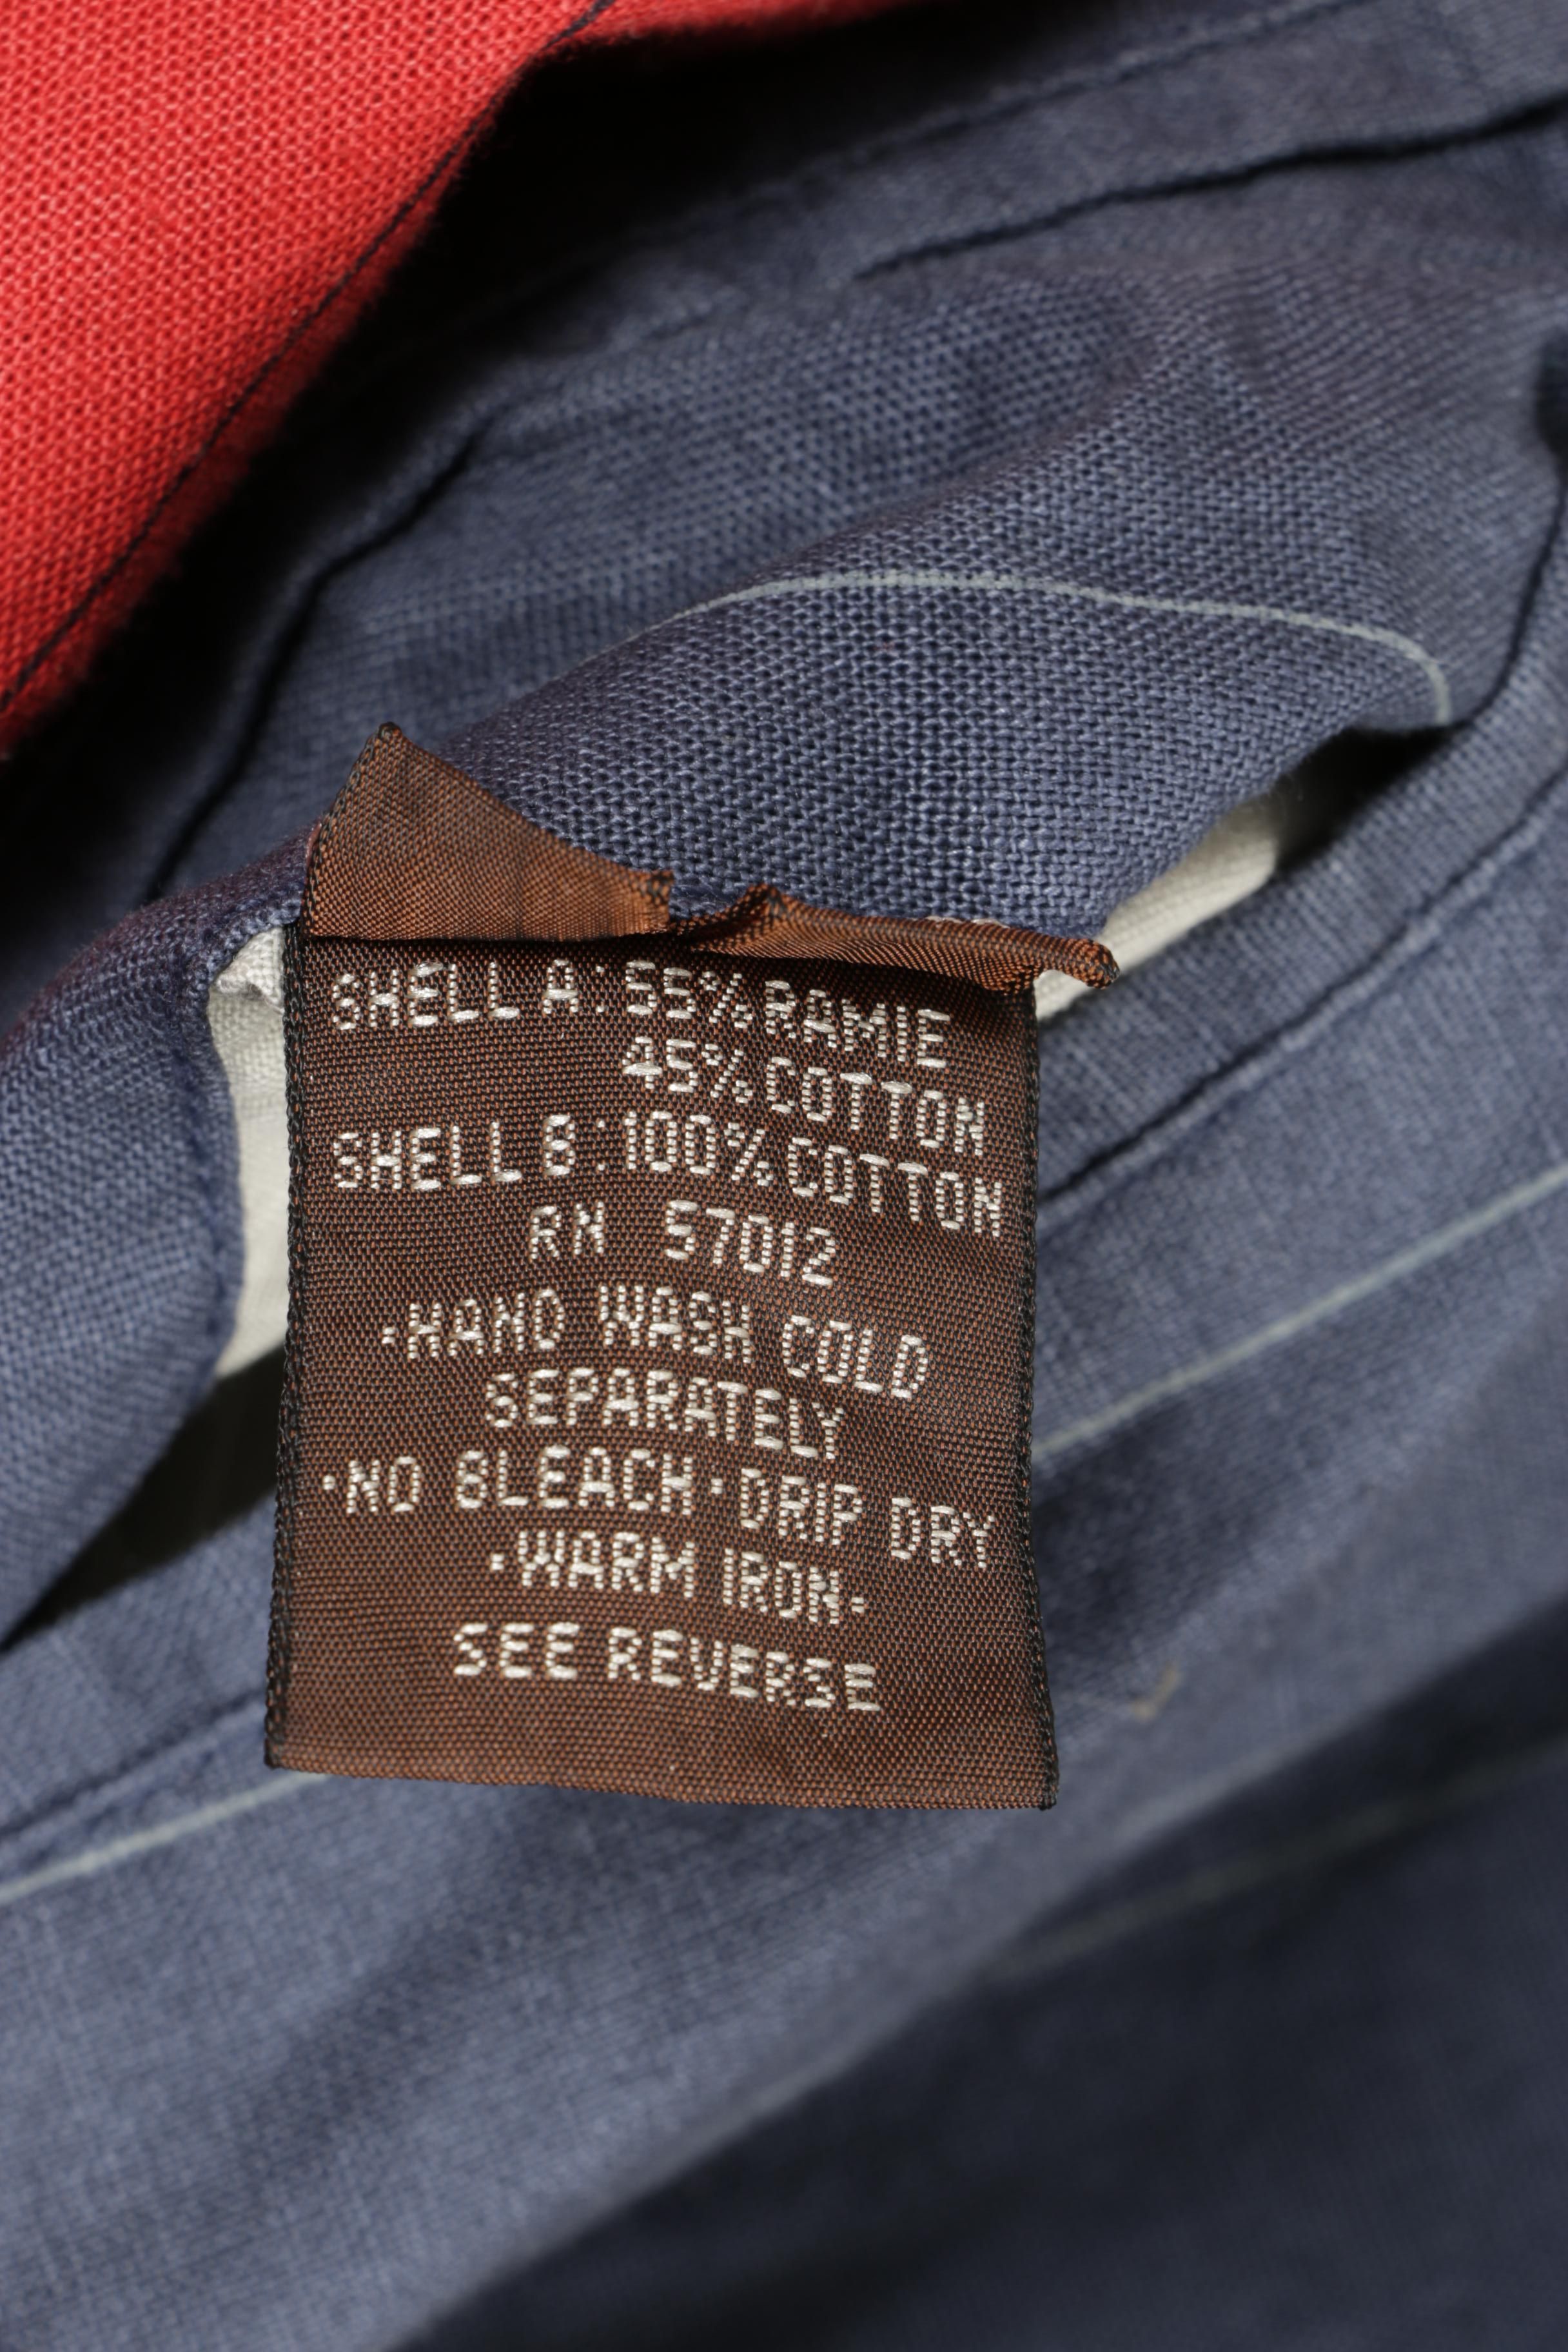 SHELL A: 55% RAMIE
45% COTTON
SHELL B: 100% COTTON
RN 57012
·HAND WASH COLD
SEPARATELY
·NO BLEACH·DRIP DRY
·WARM IRON·
SEE REVERSE